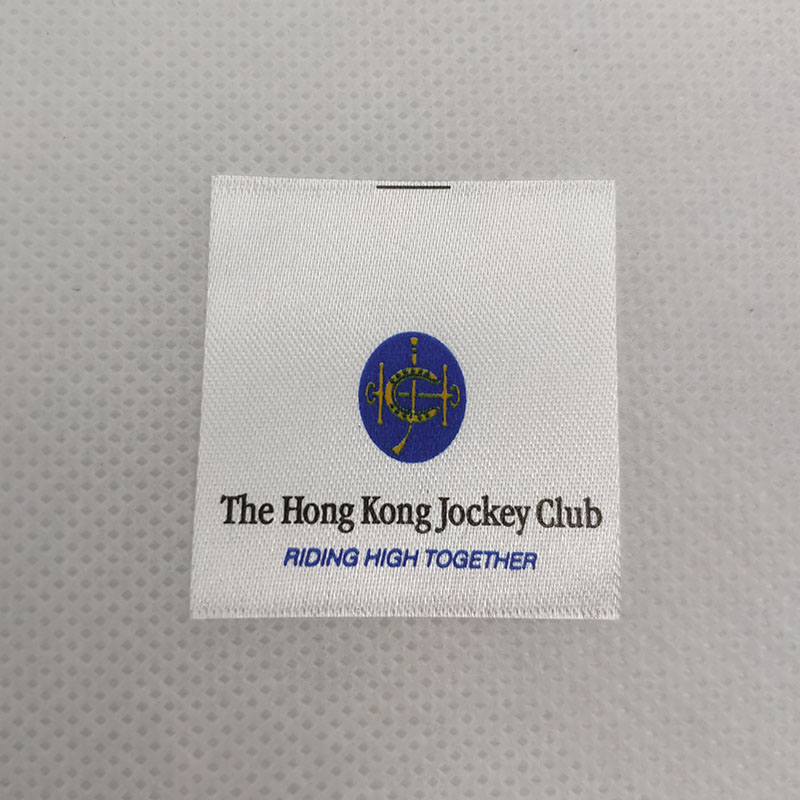 The Hong Kong Jockey Club
RIDING HIGH TOGETHER